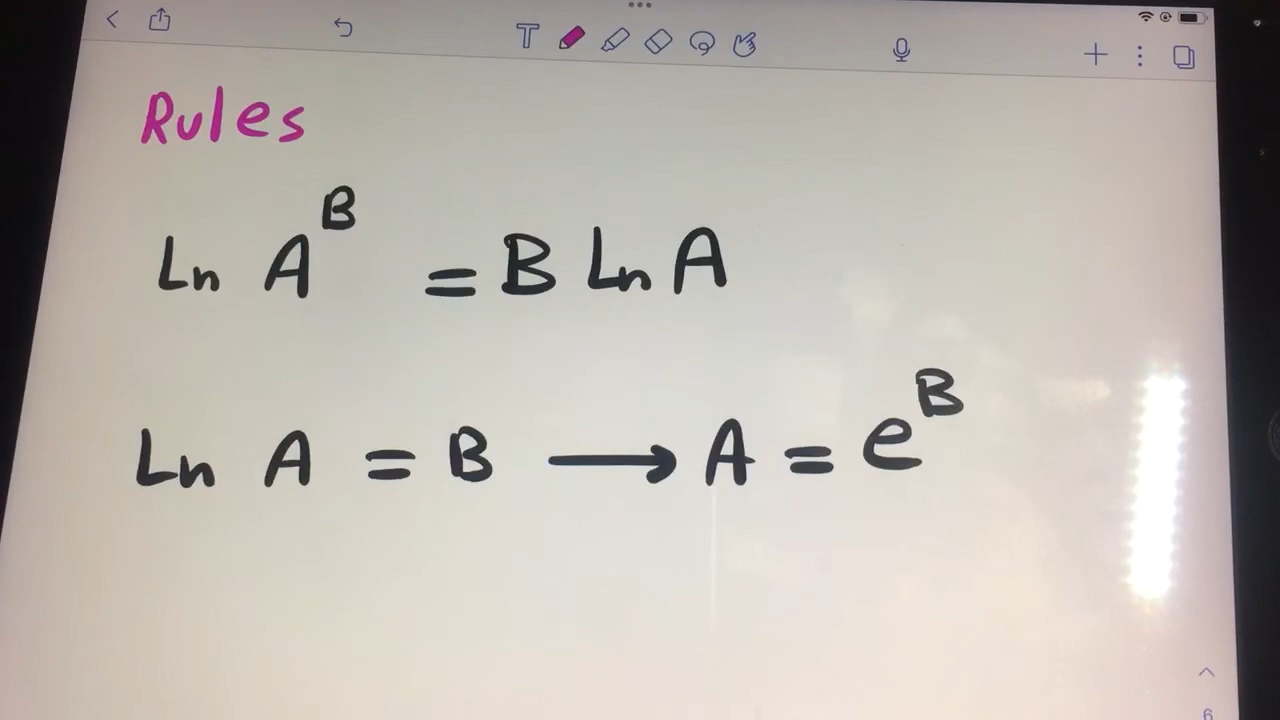 Rules
Ln A^B = B Ln A
Ln A = B → A = e^B